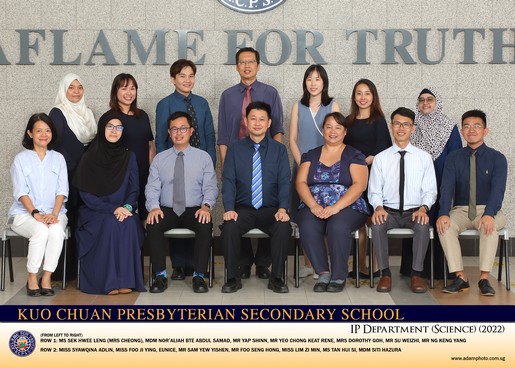 H.C.P.S.
AFLAME FOR TRUTH
KUO CHUAN PRESBYTERIAN SECONDARY SCHOOL
IP DEPARTMENT (SCIENCE) (2022)
(FROM LEFT TO RIGHT)
ROW 1: MS SEK HWEE LENG (MRS CHEONG), MDM NOR'ALIAH BTE ABDUL SAMAD, MR YAP SHINN, MR YEO CHONG KEAT RENE, MRS DOROTHY GOH, MR SU WEIZHI, MR NG KENG YANG
ROW 2: MISS SYAWQINA ADLIN, MISS FOO JI YING, EUNICE, MR SAM YEW YISHEN, MR FOO SENG HONG, MISS LIM ZI MIN, MS TAN HUI SI, MDM SITI HAZURA
www.adamphoto.com.sg